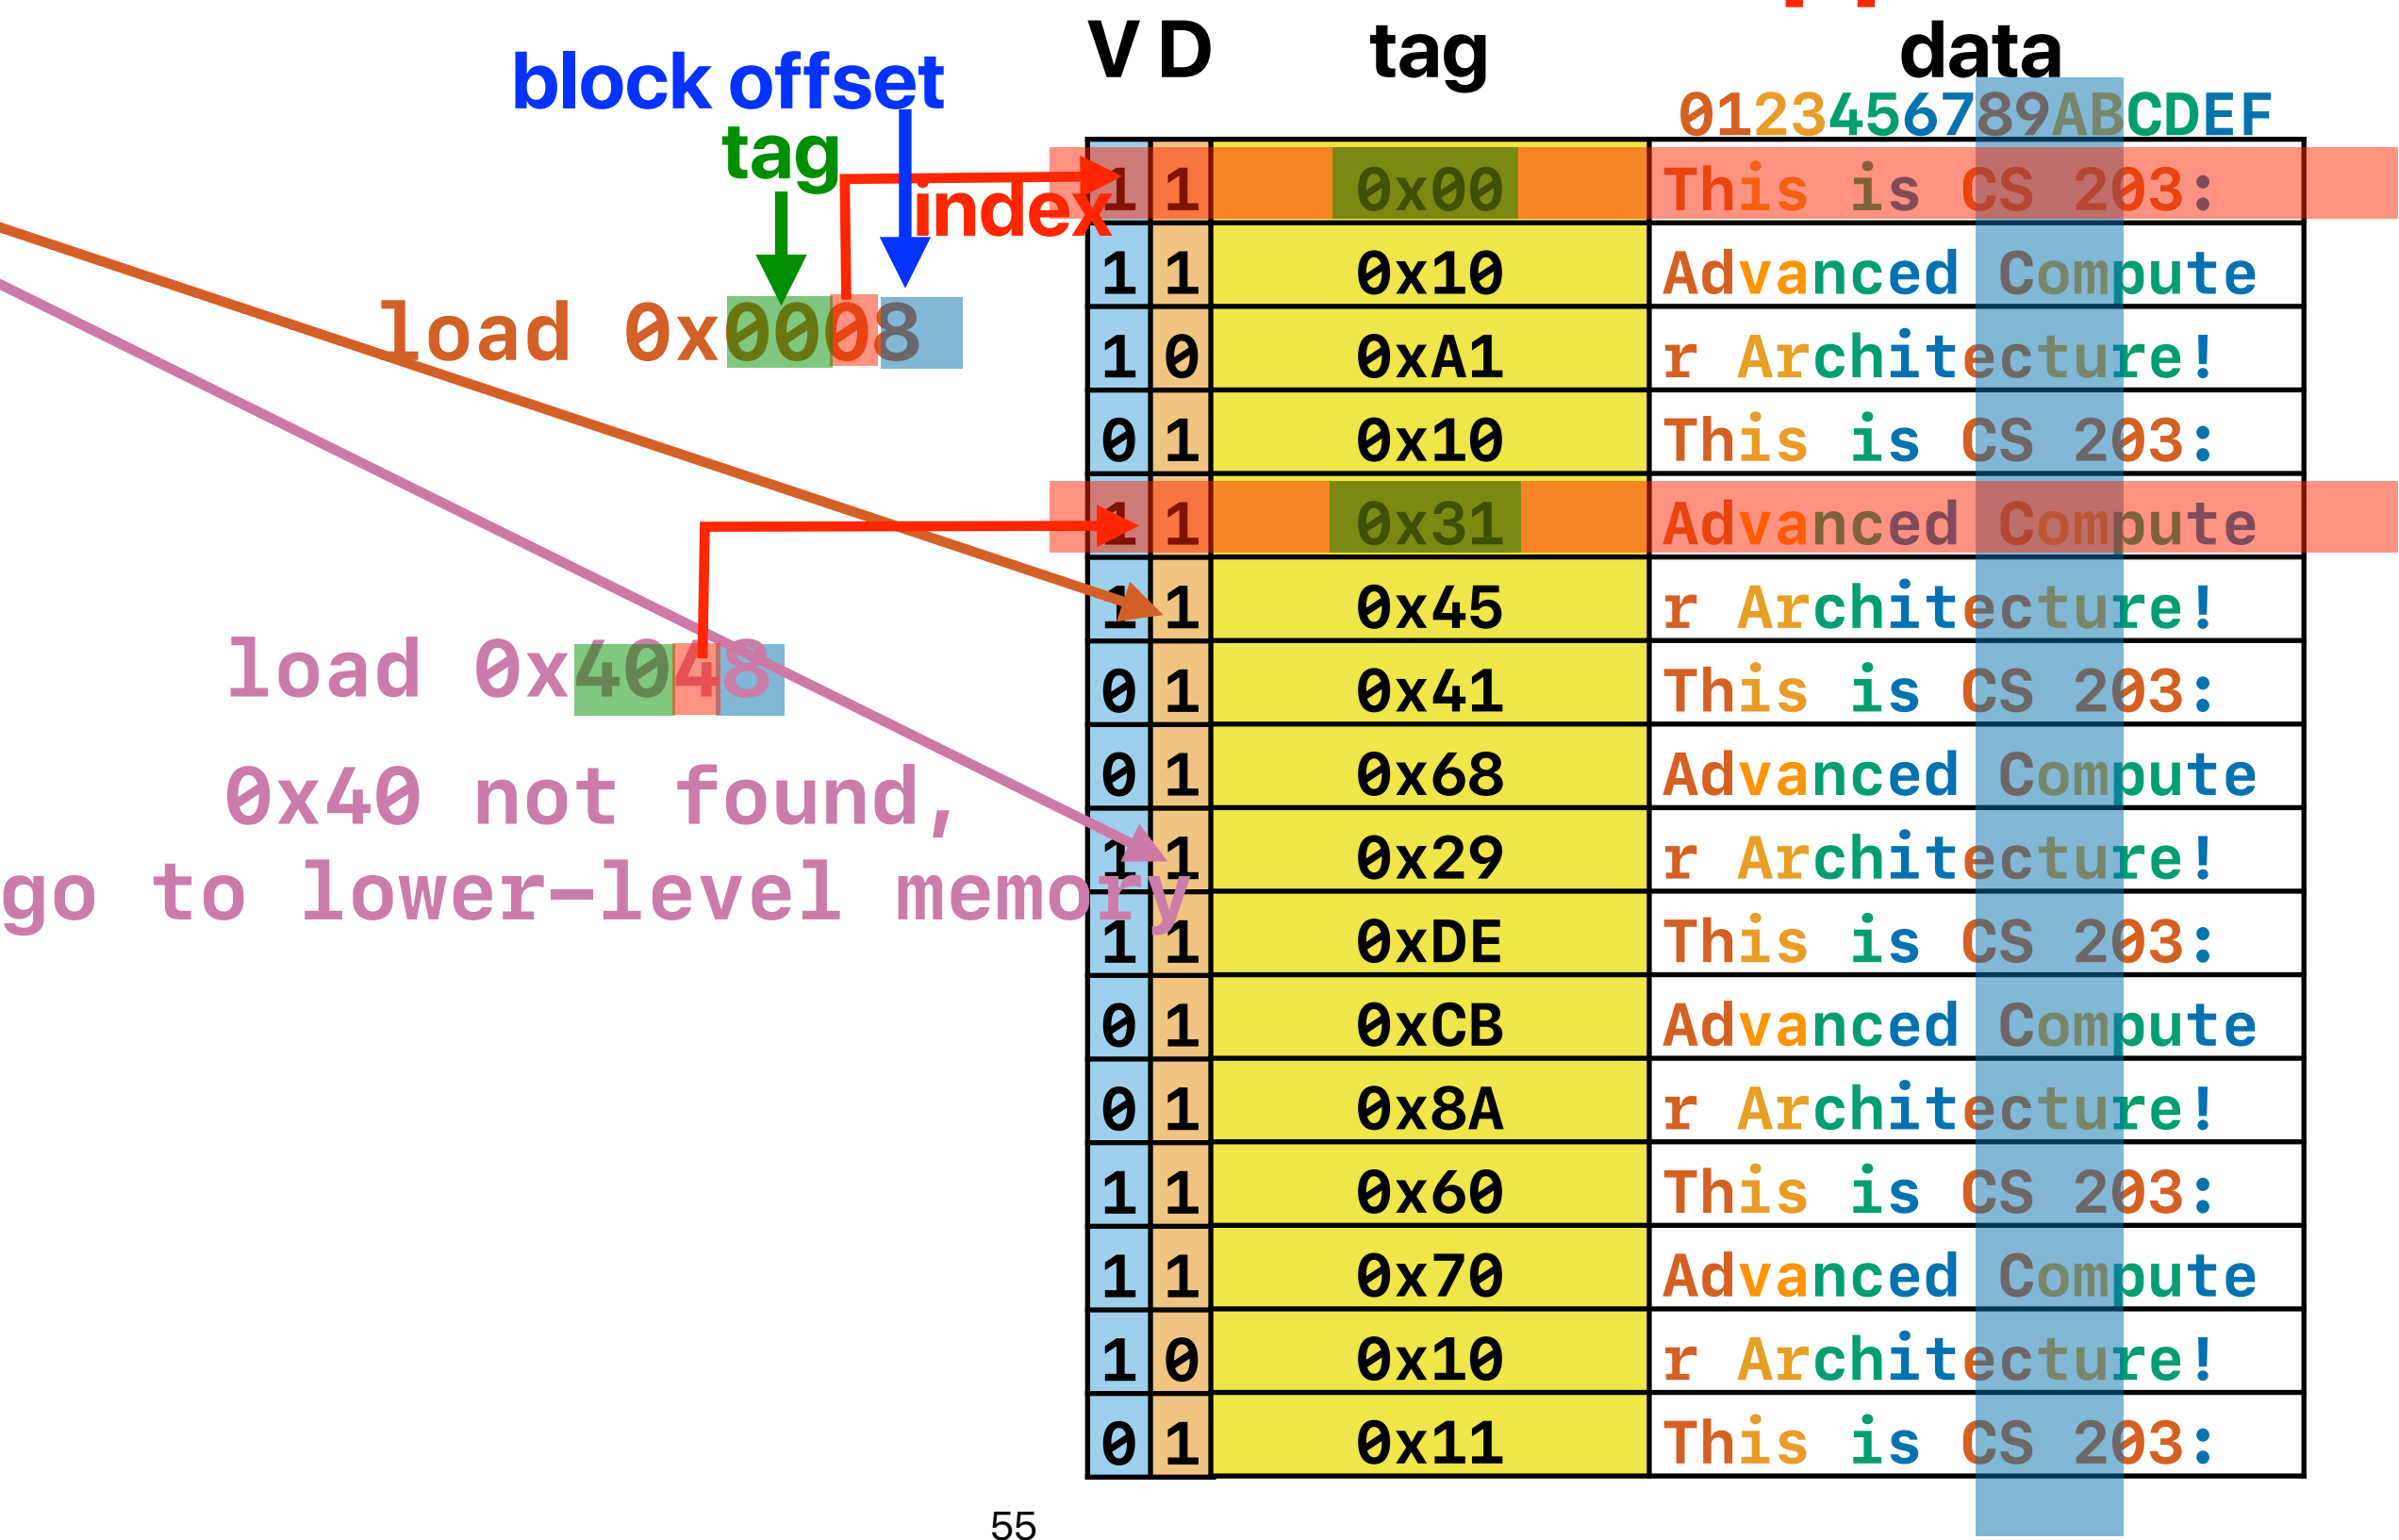 V D tag data
block offset
0123456789ABCDEF
tag
index
load 0x0008
load 0x4048
0x40 not found,
go to lower-level memory
1 1 0x00 This is CS 203:
1 1 0x10 Advanced Compute
1 0 0xA1 r Architecture!
0 1 0x10 This is CS 203:
1 1 0x31 Advanced Compute
1 1 0x45 r Architecture!
0 1 0x41 This is CS 203:
0 1 0x68 Advanced Compute
1 1 0x29 r Architecture!
1 1 0xDE This is CS 203:
0 1 0xCB Advanced Compute
0 1 0x8A r Architecture!
1 1 0x60 This is CS 203:
1 1 0x70 Advanced Compute
1 0 0x10 r Architecture!
0 1 0x11 This is CS 203:
55